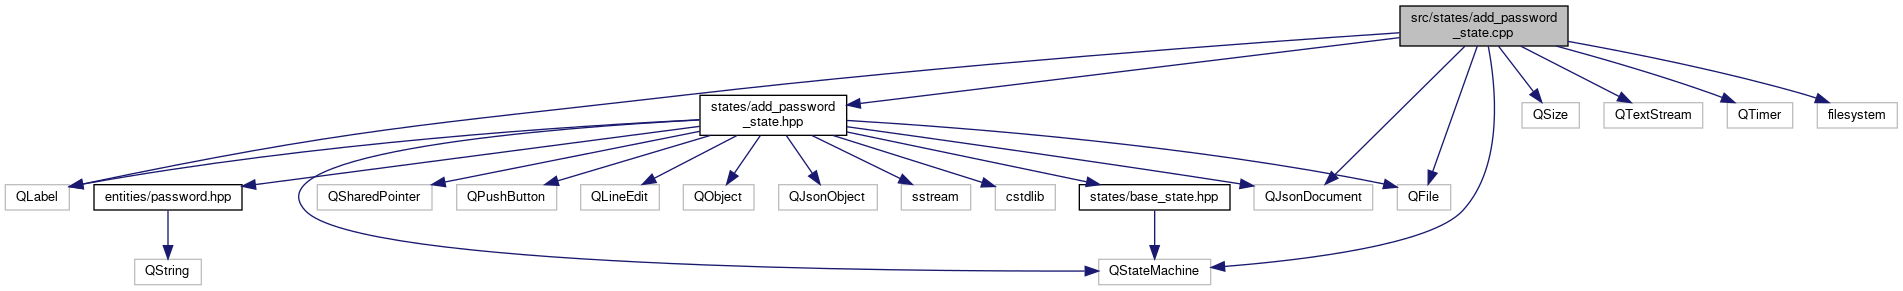 src/states/add_password
_state.cpp
states/add_password
_state.hpp
QSize
QTextStream
QTimer
filesystem
QLabel
entities/password.hpp
QSharedPointer
QPushButton
QLineEdit
QObject
QJsonObject
sstream
cstdlib
states/base_state.hpp
QJsonDocument
QFile
QString
QStateMachine